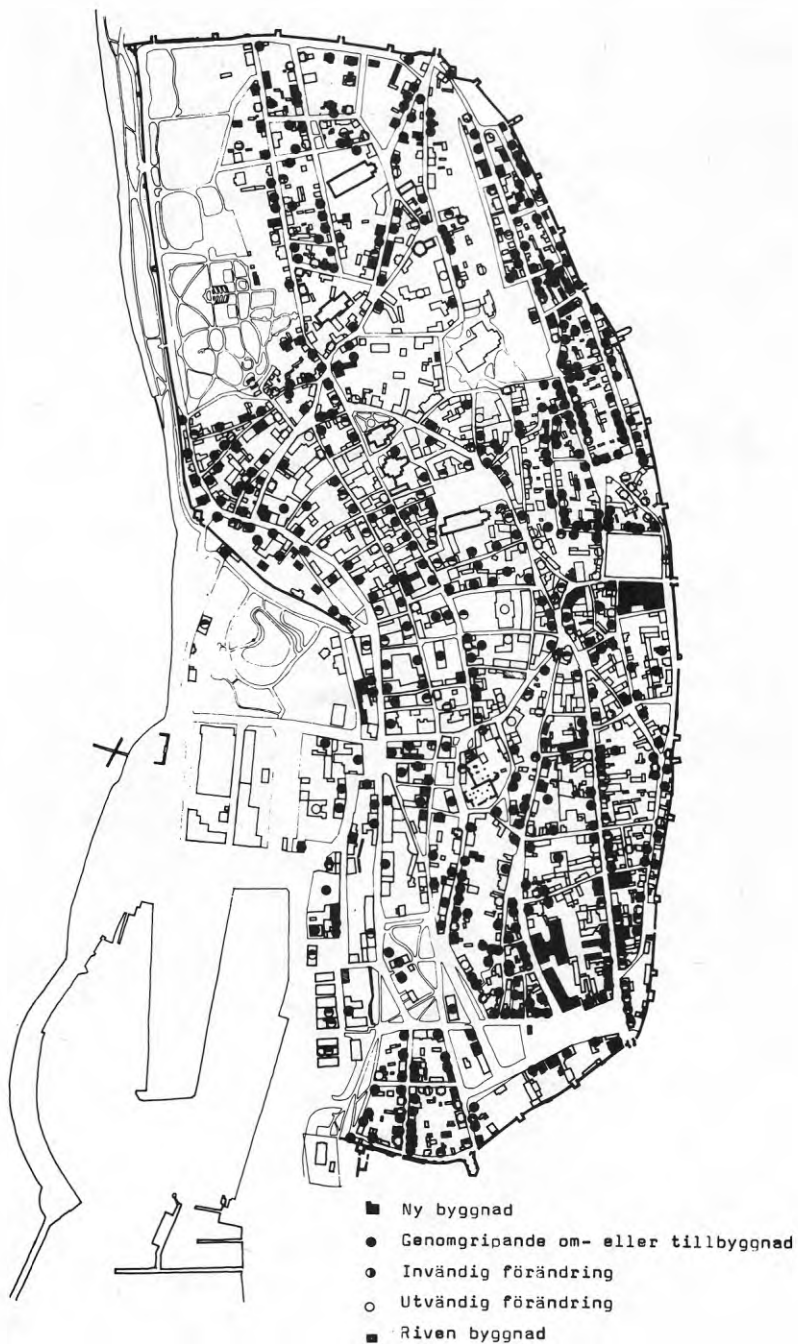 Ny byggnad
Genomgripande om- eller tillbyggnad
Invändig förändring
Utvändig förändring
Riven byggnad